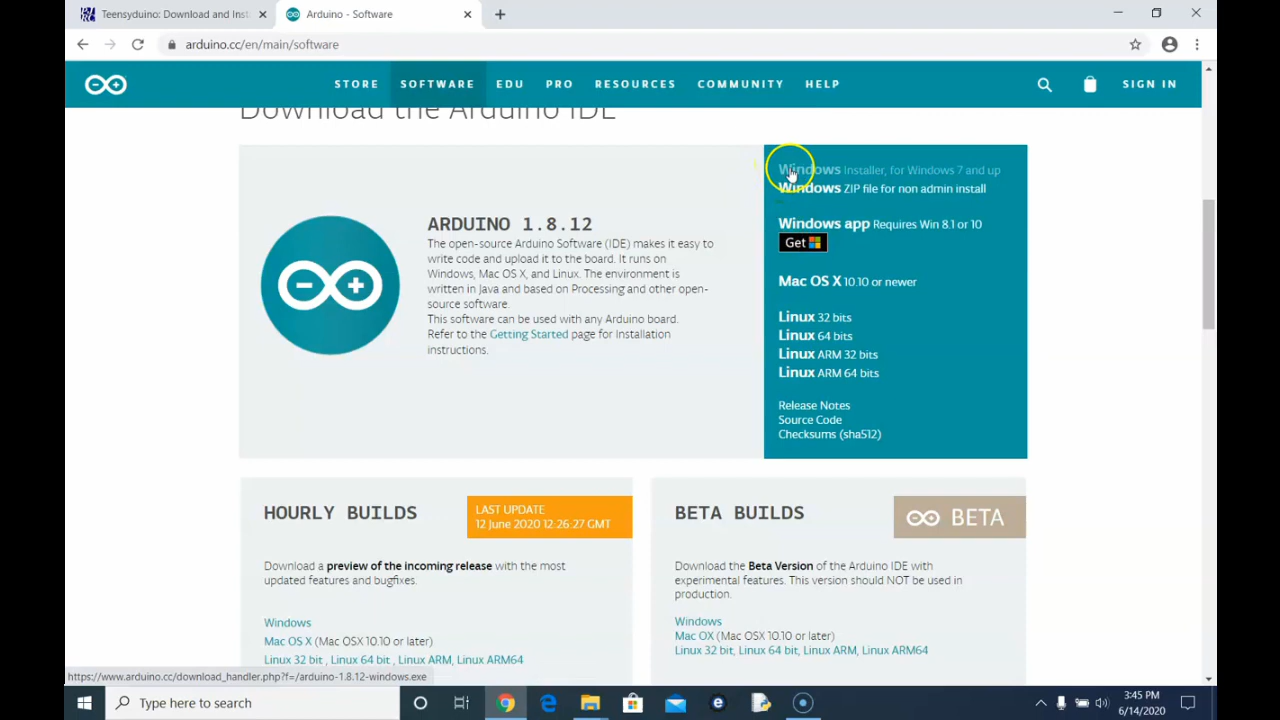 Teensyduino: Download and Inst
Arduino - Software
arduino.cc/en/main/software
STORE SOFTWARE EDU PRO RESOURCES COMMUNITY HELP SIGN IN
Download the Arduino IDE
ARDUINO 1.8.12
The open-source Arduino Software (IDE) makes it easy to
write code and upload it to the board. It runs on
Windows, Mac OS X, and Linux. The environment is
written in Java and based on Processing and other open-
source software.
This software can be used with any Arduino board.
Refer to the Getting Started page for Installation
instructions.
Windows Installer, for Windows 7 and up
Windows ZIP file for non admin install
Windows app Requires Win 8.1 or 10
Get
Mac OS X 10.10 or newer
Linux 32 bits
Linux 64 bits
Linux ARM 32 bits
Linux ARM 64 bits
Release Notes
Source Code
Checksums (sha512)
HOURLY BUILDS
LAST UPDATE
12 June 2020 12:26:27 GMT
Download a preview of the incoming release with the most
updated features and bugfixes.
Windows
Mac OS X (Mac OSX 10.10 or later)
Linux 32 bit , Linux 64 bit , Linux ARM, Linux ARM64
BETA BUILDS
BETA
Download the Beta Version of the Arduino IDE with
experimental features. This version should NOT be used in
production.
Windows
Mac OX (Mac OSX 10.10 or later)
Linux 32 bit, Linux 64 bit, Linux ARM, Linux ARM64
https://www.arduino.cc/download_handler.php?f=/arduino-1.8.12-windows.exe
Type here to search
3:45 PM
6/14/2020